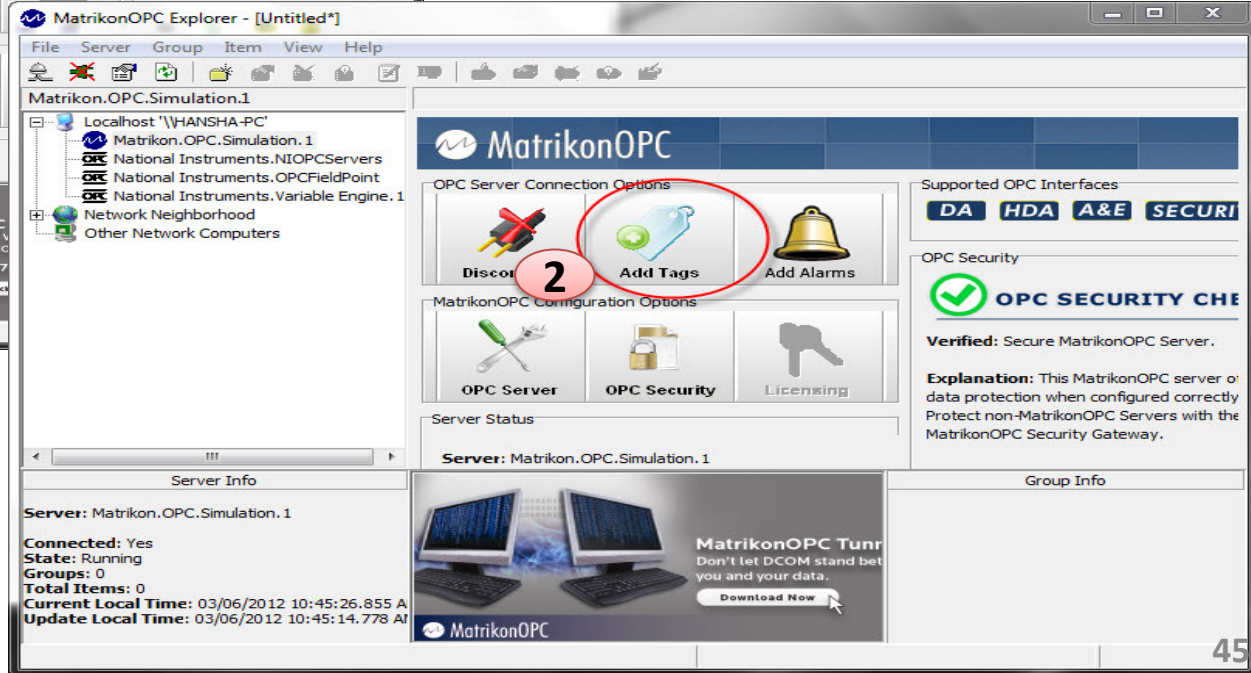 MatrikonOPC Explorer - [Untitled*]
File Server Group Item View Help
Matrikon.OPC.Simulation.1
Localhost '\\HANSHA-PC'
Matrikon.OPC.Simulation.1
National Instruments.NIOPCServers
National Instruments.OPCFieldPoint
National Instruments.Variable Engine.1
Network Neighborhood
Other Network Computers
MatrikonOPC
OPC Server Connection Options
Add Tags
Add Alarms
2
MatrikonOPC Configuration Options
OPC Server
OPC Security
Licensing
Server Status
Server: Matrikon.OPC.Simulation.1
Supported OPC Interfaces
DA HDA A&E SECURI
OPC Security
OPC SECURITY CHE
Verified: Secure MatrikonOPC Server.
Explanation: This MatrikonOPC server
data protection when configured correctly
Protect non-MatrikonOPC Servers with the
MatrikonOPC Security Gateway.
Server Info
Server: Matrikon.OPC.Simulation.1
Connected: Yes
State: Running
Groups: 0
Total Items: 0
Current Local Time: 03/06/2012 10:45:26.855 A
Update Local Time: 03/06/2012 10:45:14.778 A
MatrikonOPC Tunn
Don't let DCOM stand bet
you and your data.
Download Now
MatrikonOPC
Group Info
45